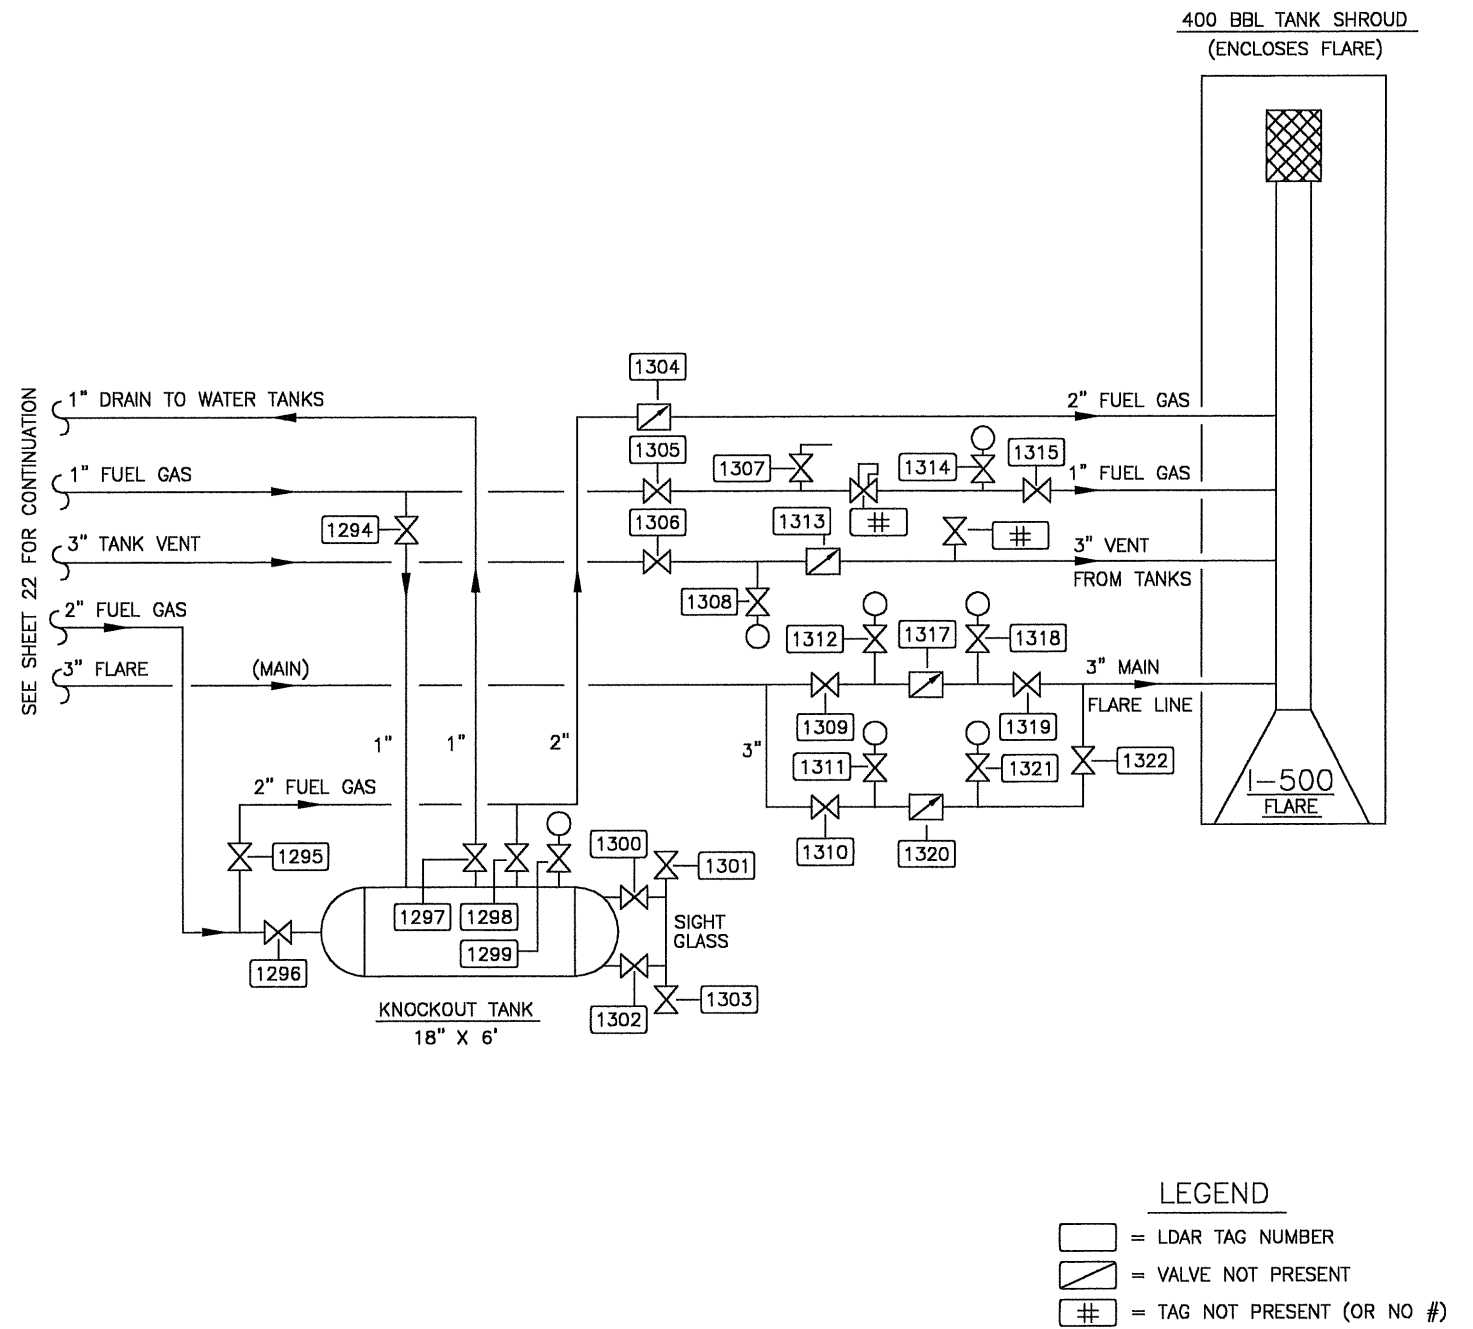 400 BBL TANK SHROUD
(ENCLOSES FLARE)
SEE SHEET 22 FOR CONTINUATION
1" DRAIN TO WATER TANKS
1304
2" FUEL GAS
1" FUEL GAS
1305
1307
1314
1315
1" FUEL GAS
#
1294
3" TANK VENT
1306
1313
#
3" VENT
FROM TANKS
1308
2" FUEL GAS
1312
1317
1318
3" FLARE
(MAIN)
3" MAIN
FLARE LINE
1309
1319
1"
1"
2"
3"
1311
1321
1322
I-500
FLARE
2" FUEL GAS
1310
1320
1295
1300
1301
1297
1298
1299
SIGHT
GLASS
1296
1302
1303
KNOCKOUT TANK
18" X 6'
LEGEND
= LDAR TAG NUMBER
= VALVE NOT PRESENT
# = TAG NOT PRESENT (OR NO #)